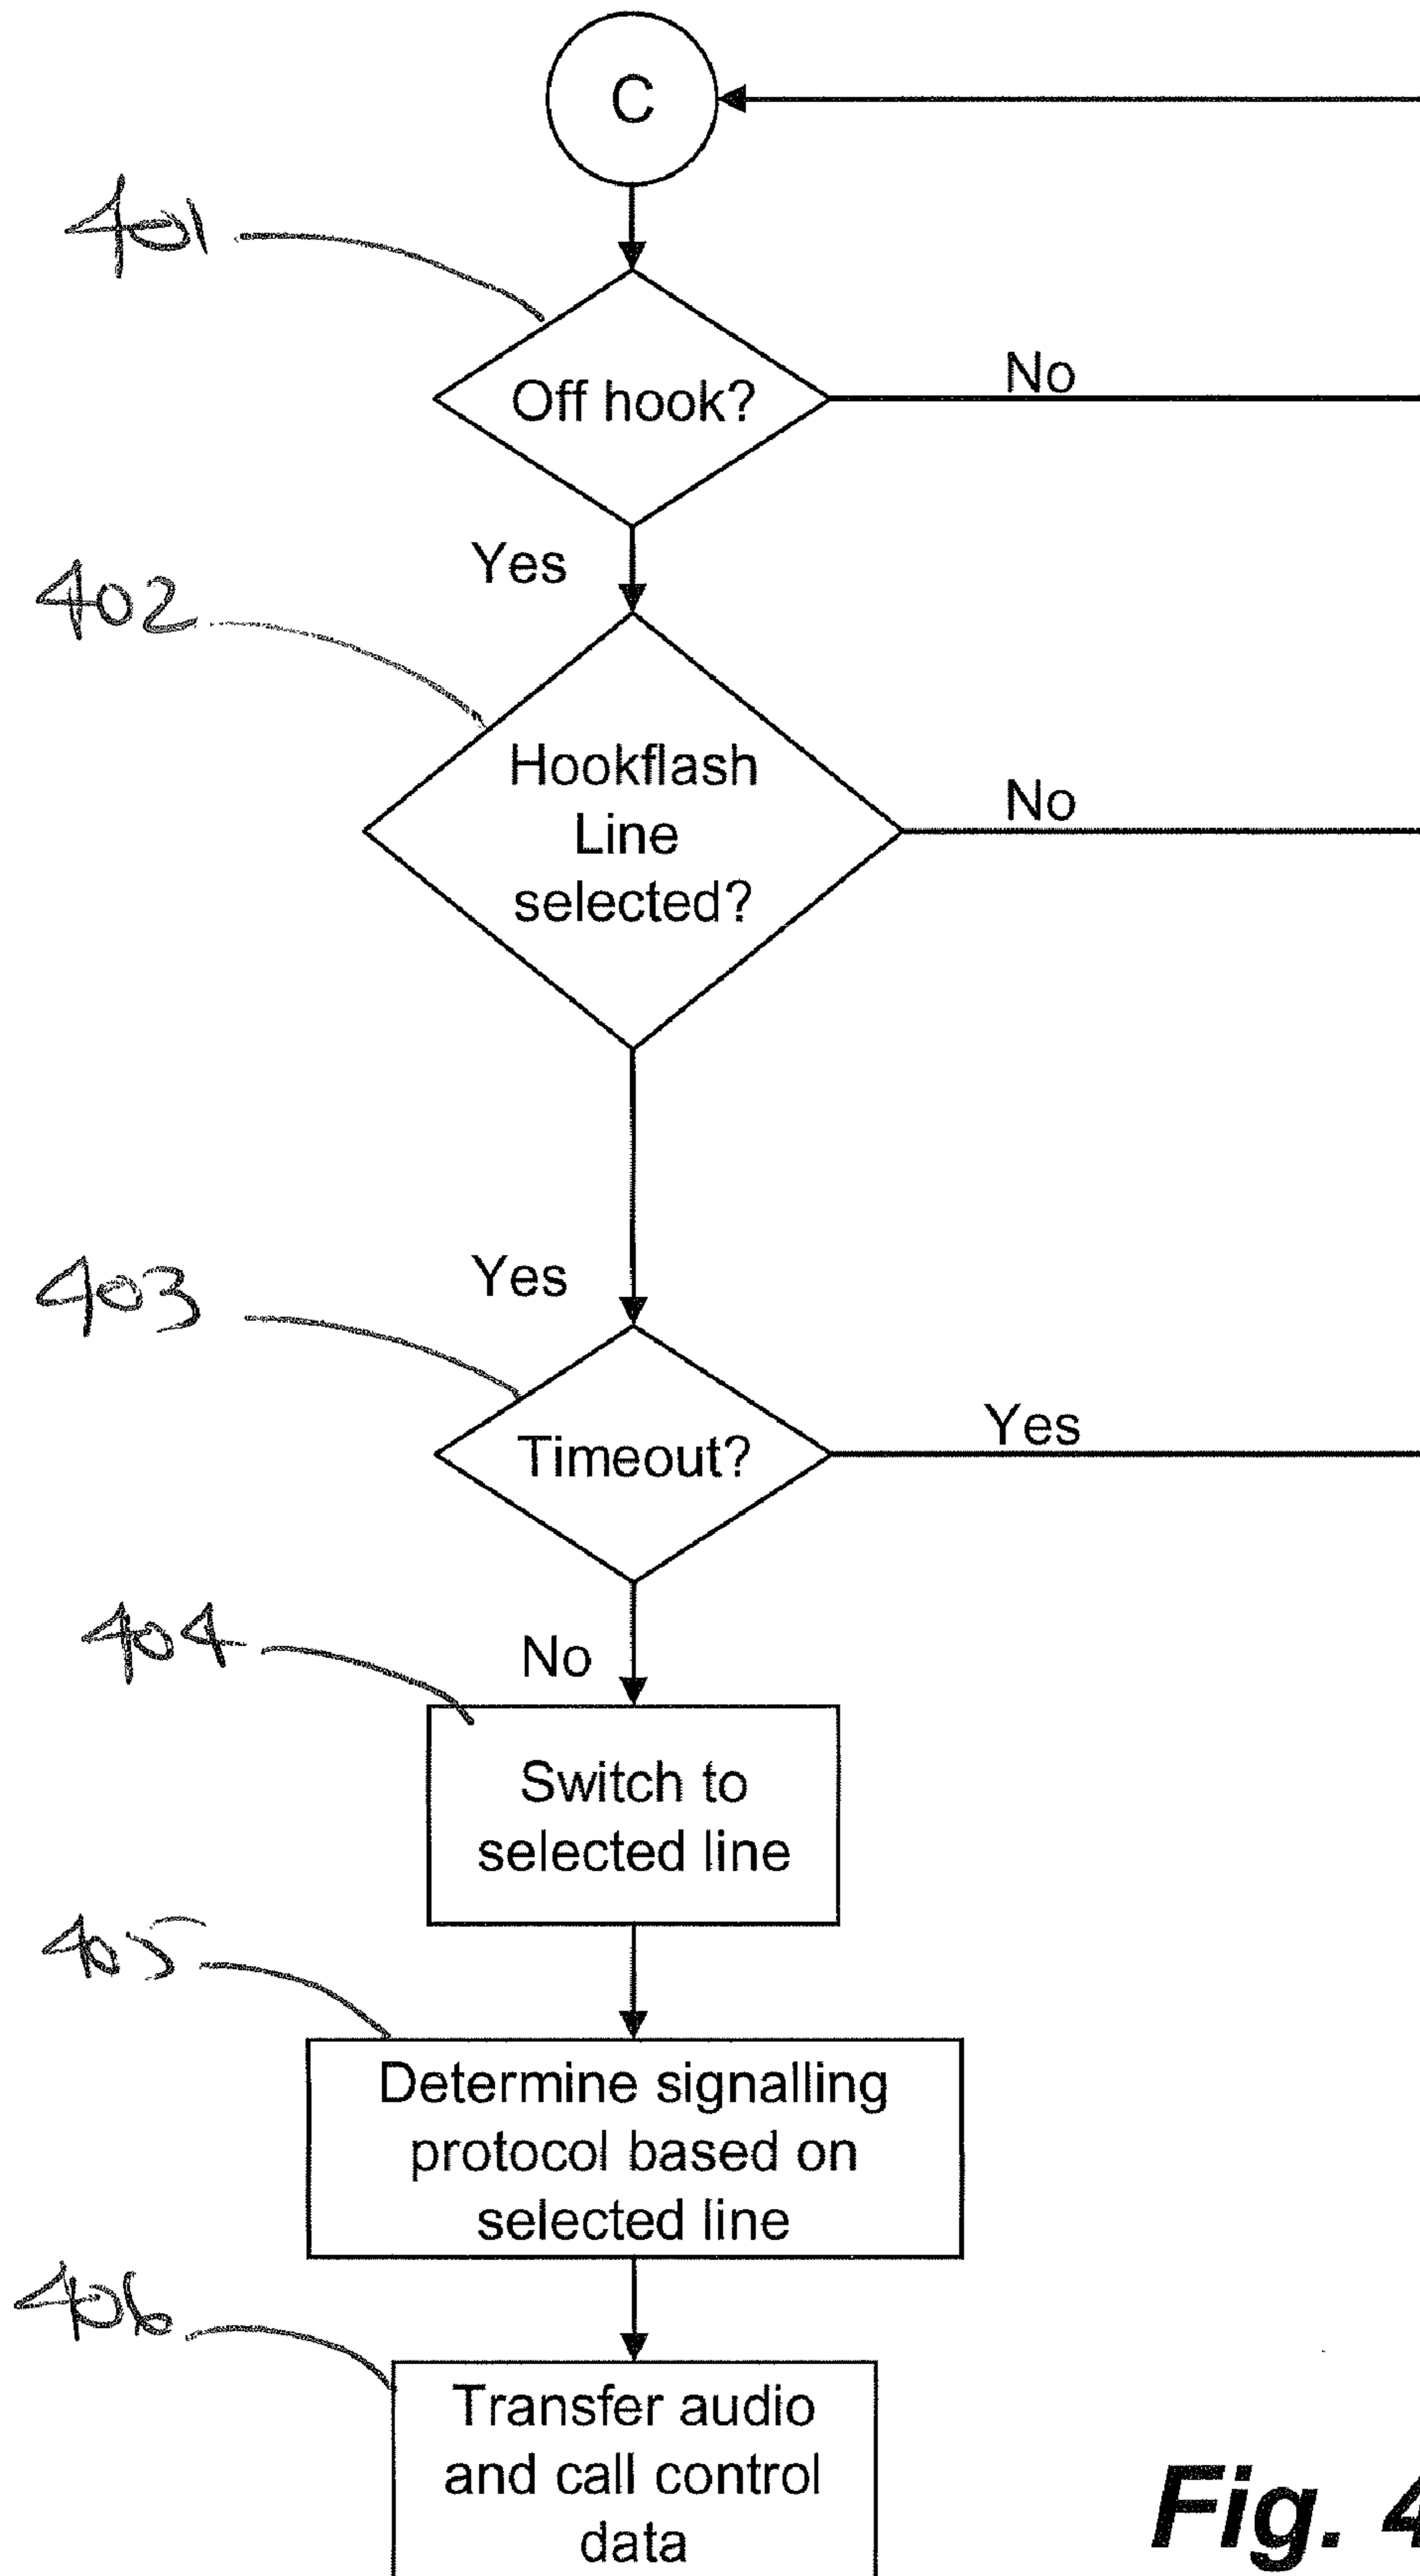 C
401
Off hook?
No
Yes
402
Hookflash
Line
selected?
No
Yes
403
Timeout?
Yes
404
No
Switch to
selected line
405
Determine signalling
protocol based on
selected line
406
Transfer audio
and call control
data
Fig. 4